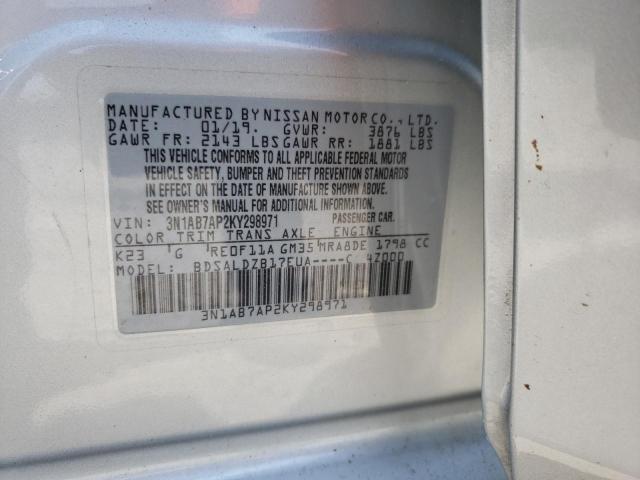 MANUFACTURED BY NISSAN MOTOR CO., LTD.
DATE: 01/19. GVWR: 3876 LBS
GAWR FR: 2143 LBS GAWR RR: 1881 LBS
THIS VEHICLE CONFORMS TO ALL APPLICABLE FEDERAL MOTOR
VEHICLE SAFETY, BUMPER AND THEFT PREVENTION STANDARDS
IN EFFECT ON THE DATE OF MANUFACTURE SHOWN ABOVE.
SEE OWNER'S MANUAL FOR ADDITIONAL INFORMATION.
VIN: 3N1AB7AP2KY298971 PASSENGER CAR.
COLOR TRIM TRANS AXLE ENGINE
K23 G RE0F11A GM35 MRA8DE 1798 CC
MODEL: BDSALDZB17EUA----C 4Z000
3N1AB7AP2KY298971